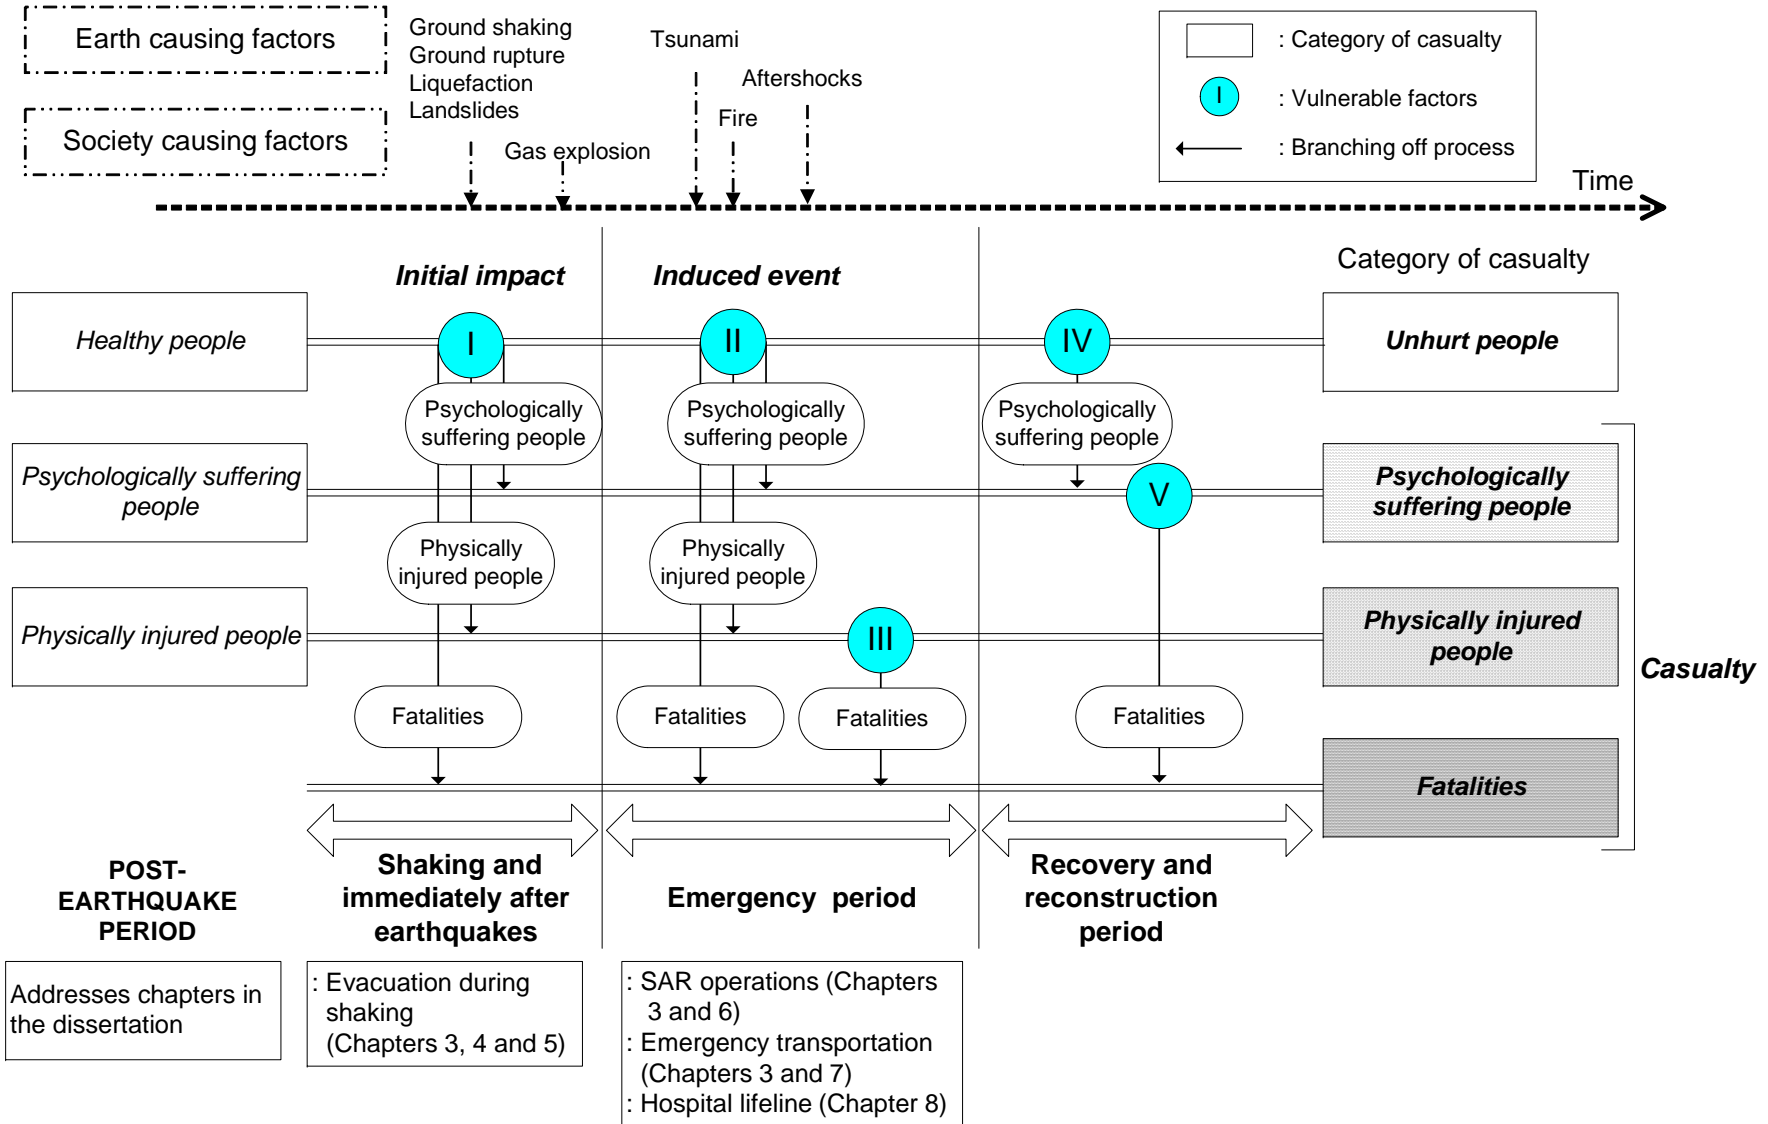 Earth causing factors
Society causing factors
Ground shaking
Ground rupture
Liquefaction
Landslides
Gas explosion
Tsunami
Fire
Aftershocks
: Category of casualty
I
: Vulnerable factors
: Branching off process
Time
Initial impact
Induced event
Category of casualty
Healthy people
I
II
IV
Unhurt people
Psychologically
suffering people
Psychologically
suffering people
Psychologically
suffering people
Psychologically suffering
people
V
Psychologically
suffering people
Physically
injured people
Physically
injured people
Physically injured people
III
Physically injured
people
Casualty
Fatalities
Fatalities
Fatalities
Fatalities
Fatalities
POST-
EARTHQUAKE
PERIOD
Shaking and
immediately after
earthquakes
Emergency period
Recovery and
reconstruction
period
Addresses chapters in
the dissertation
: Evacuation during
shaking
(Chapters 3, 4 and 5)
: SAR operations (Chapters
3 and 6)
: Emergency transportation
(Chapters 3 and 7)
: Hospital lifeline (Chapter 8)